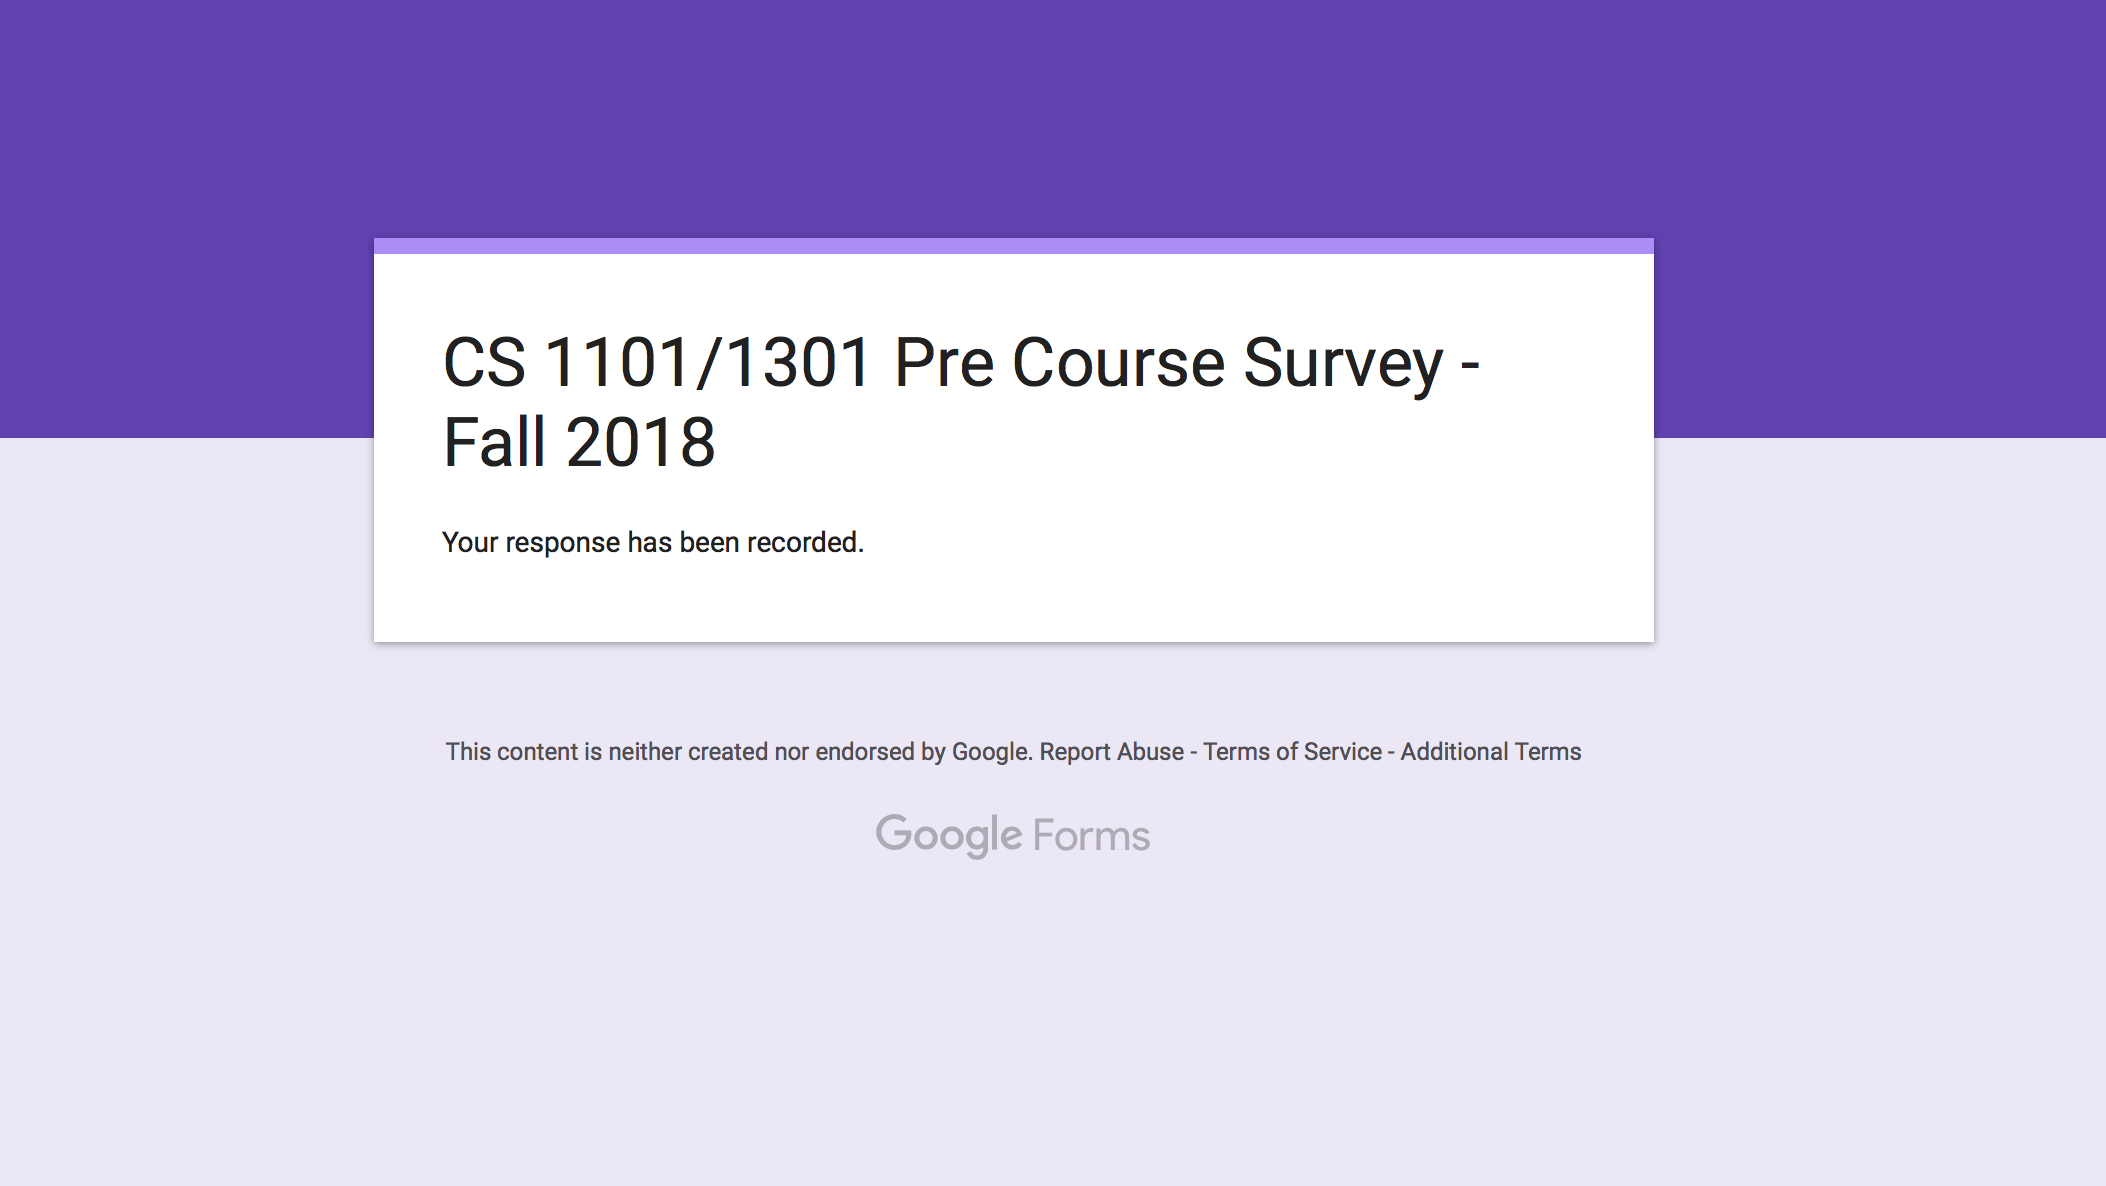 CS 1101/1301 Pre Course Survey -
Fall 2018
Your response has been recorded.
This content is neither created nor endorsed by Google. Report Abuse - Terms of Service - Additional Terms
Google Forms